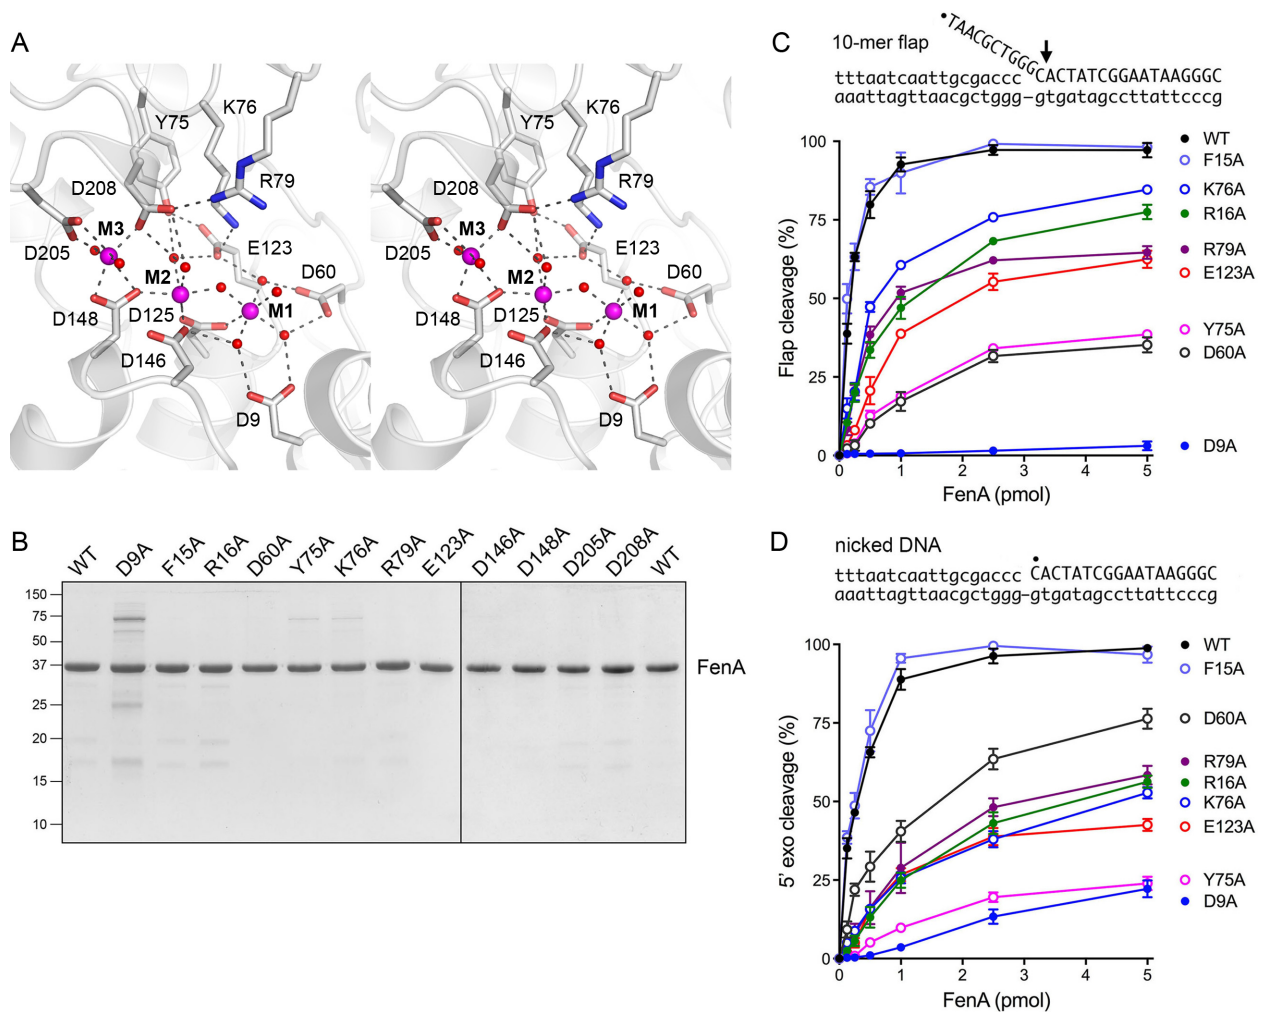 A
Y75
K76
D208
R79
M3
D205
E123
M2
D60
D148
D125
M1
D146
D9
Y75
K76
D208
R79
M3
D205
E123
M2
D60
D148
D125
M1
D146
D9
B
WT D9A F15A R16A D60A Y75A K76A R79A E123A D146A D148A D205A D208A WT
150
75
50
37
25
20
15
10
FenA
C
10-mer flap
•TAACGCTGGG
tttaatcaattgcgaccc CACTATCGGAATAAGGGC
aaattagttaacgctggg–gtgatagccttattcccg
Flap cleavage (%)
100
75
50
25
0
0 1 2 3 4 5
FenA (pmol)
WT
F15A
K76A
R16A
R79A
E123A
Y75A
D60A
D9A
D
nicked DNA
•
tttaatcaattgcgaccc CACTATCGGAATAAGGGC
aaattagttaacgctggg–gtgatagccttattcccg
5' exo cleavage (%)
100
75
50
25
0
0 1 2 3 4 5
FenA (pmol)
WT
F15A
D60A
R79A
R16A
K76A
E123A
Y75A
D9A